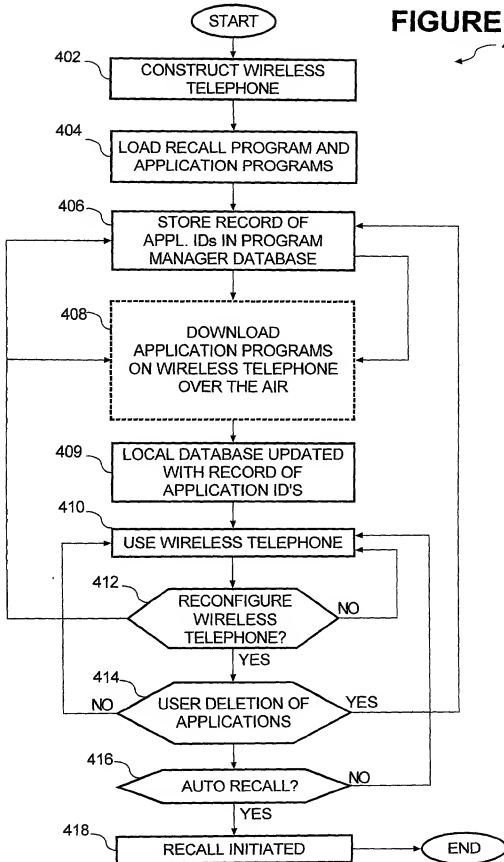 START
FIGURE
402
CONSTRUCT WIRELESS
TELEPHONE
404
LOAD RECALL PROGRAM AND
APPLICATION PROGRAMS
406
STORE RECORD OF
APPL. IDs IN PROGRAM
MANAGER DATABASE
408
DOWNLOAD
APPLICATION PROGRAMS
ON WIRELESS TELEPHONE
OVER THE AIR
409
LOCAL DATABASE UPDATED
WITH RECORD OF
APPLICATION ID'S
410
USE WIRELESS TELEPHONE
412
RECONFIGURE
WIRELESS
TELEPHONE?
NO
YES
414
NO
USER DELETION OF
APPLICATIONS
YES
416
AUTO RECALL?
NO
YES
418
RECALL INITIATED
END